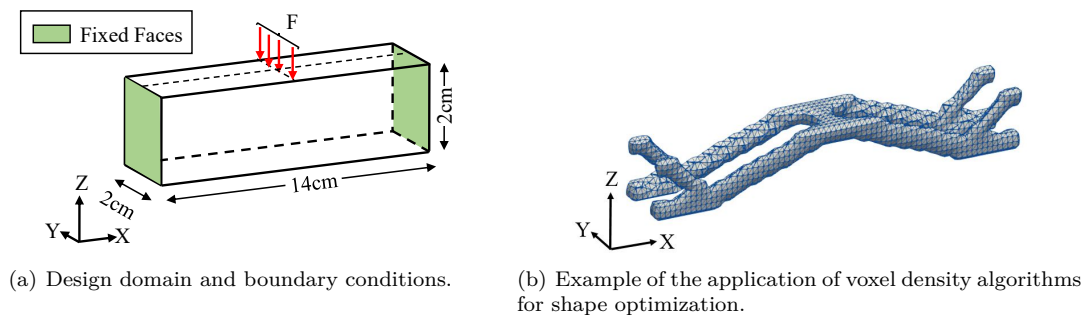 Fixed Faces
F
2cm
14cm
2cm
Z
Y
X
Z
Y
X
(a) Design domain and boundary conditions.
(b) Example of the application of voxel density algorithms
for shape optimization.